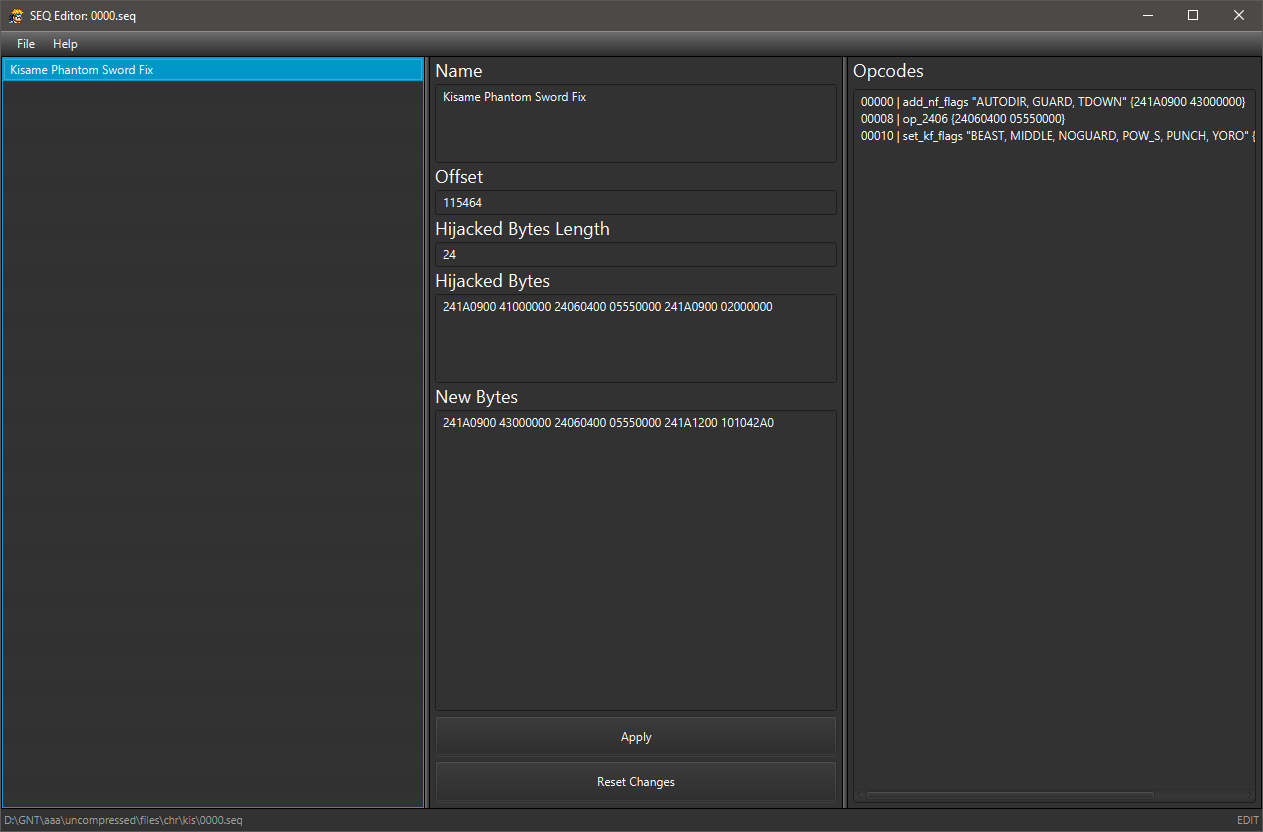 SEQ Editor: 0000.seq
File Help
Kisame Phantom Sword Fix
Name
Kisame Phantom Sword Fix
Offset
115464
Hijacked Bytes Length
24
Hijacked Bytes
241A0900 41000000 24060400 05550000 241A0900 02000000
New Bytes
241A0900 43000000 24060400 05550000 241A1200 101042A0
Apply
Reset Changes
Opcodes
00000 | add_nf_flags "AUTODIR, GUARD, TDOWN" {241A0900 43000000}
00008 | op_2406 {24060400 05550000}
00010 | set_kf_flags "BEAST, MIDDLE, NOGUARD, POW_S, PUNCH, YORO" {
D:\GNT\aaa\uncompressed\files\chr\kis\0000.seq
EDIT